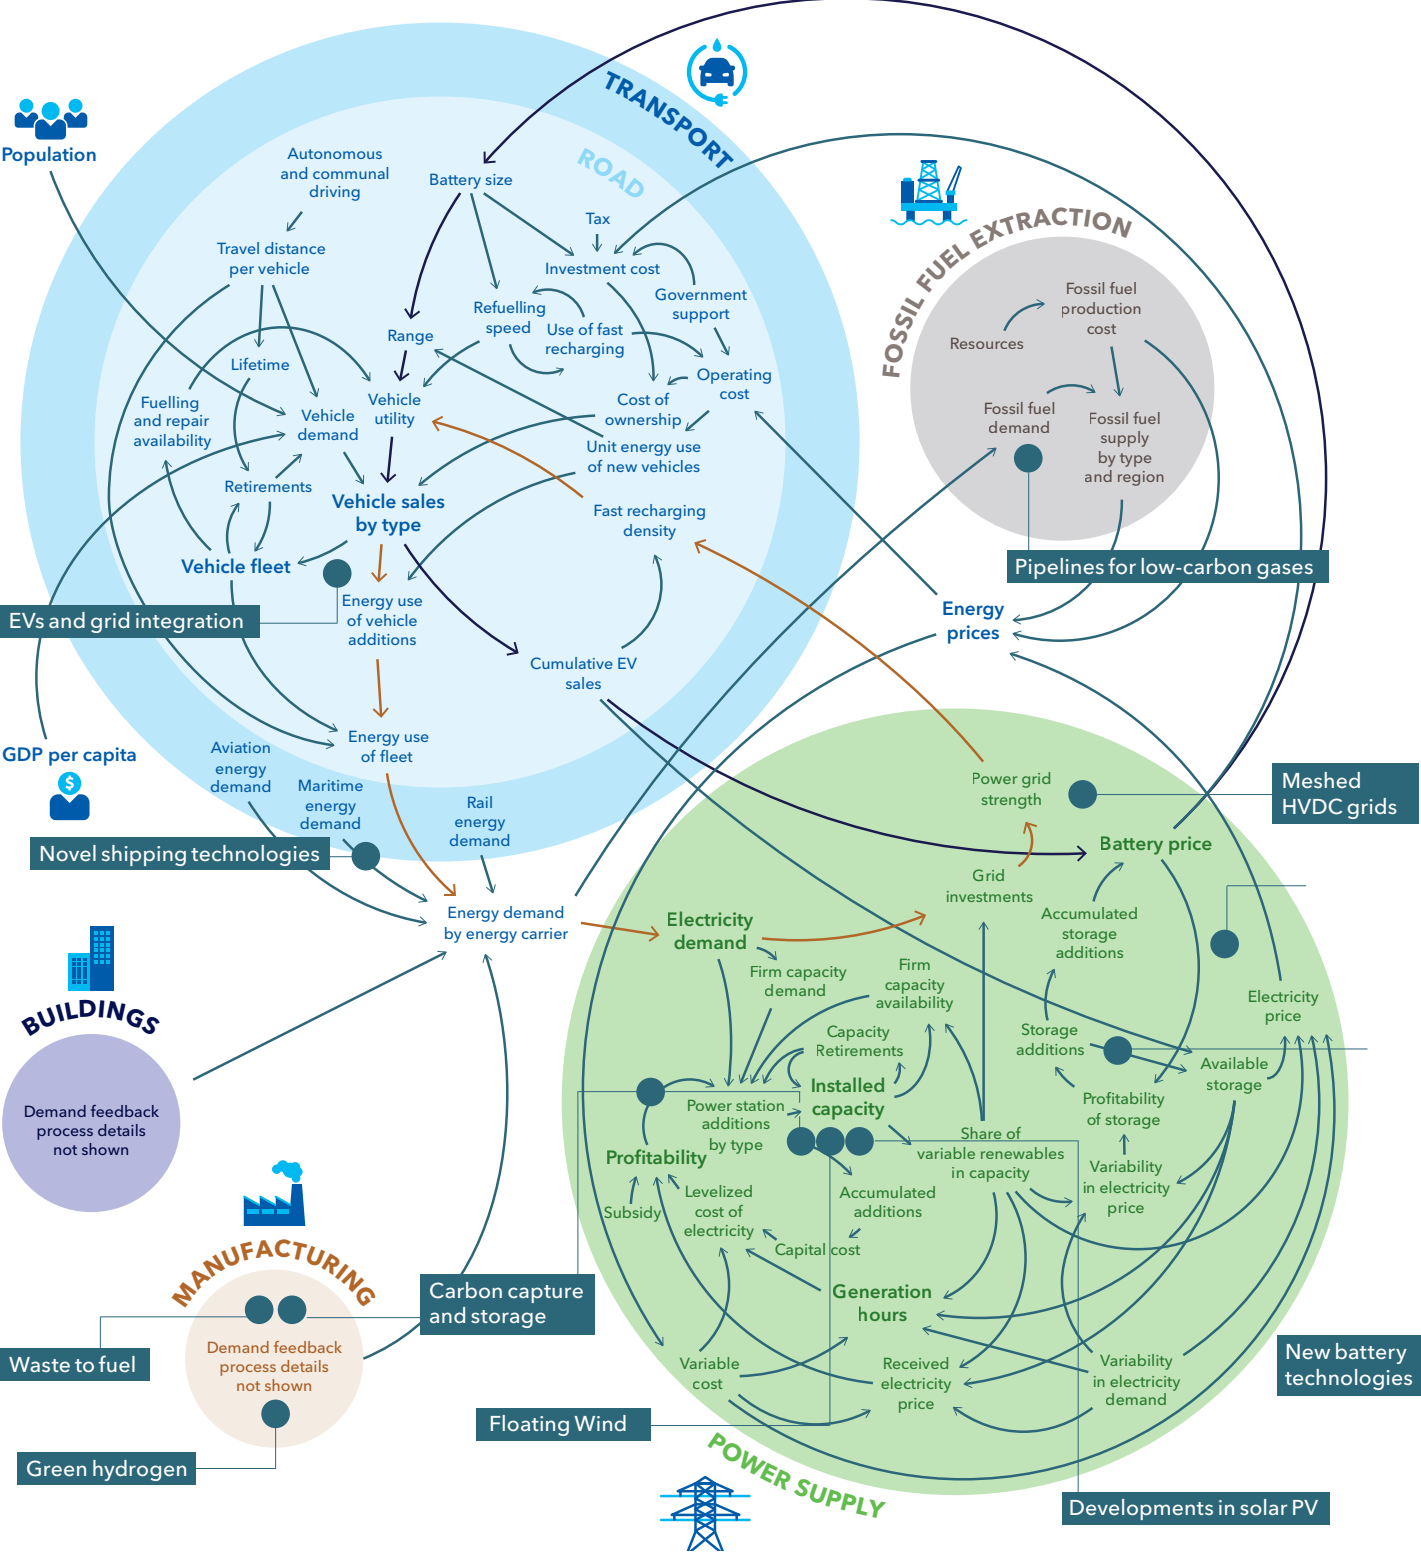 TRANSPORT
ROAD
Population
Autonomous
and communal
driving
Battery size
Tax
Travel distance
per vehicle
Investment cost
Government
support
Refuelling
speed
Use of fast
recharging
Range
Lifetime
Operating
cost
Fuelling
and repair
availability
Vehicle
demand
Vehicle
utility
Cost of
ownership
Unit energy use
of new vehicles
Retirements
Vehicle sales
by type
Fast recharging
density
Vehicle fleet
EVs and grid integration
Energy use
of vehicle
additions
Cumulative EV
sales
GDP per capita
Energy use
of fleet
Aviation
energy
demand
Maritime
energy
demand
Rail
energy
demand
Novel shipping technologies
Energy demand
by energy carrier
FOSSIL FUEL EXTRACTION
Fossil fuel
production
cost
Resources
Fossil fuel
demand
Fossil fuel
supply
by type
and region
Pipelines for low-carbon gases
Energy
prices
Power grid
strength
Meshed
HVDC grids
Battery price
Grid
investments
Accumulated
storage
additions
Electricity
demand
Firm capacity
demand
Firm
capacity
availability
Electricity
price
Capacity
Retirements
Storage
additions
Available
storage
Installed
capacity
Power station
additions
by type
Profitability
of storage
Share of
variable renewables
in capacity
Profitability
Variability
in electricity
price
Subsidy
Levelized
cost of
electricity
Accumulated
additions
Capital cost
Generation
hours
Variable
cost
Received
electricity
price
Variability
in electricity
demand
New battery
technologies
Floating Wind
POWER SUPPLY
Developments in solar PV
BUILDINGS
Demand feedback
process details
not shown
MANUFACTURING
Carbon capture
and storage
Waste to fuel
Demand feedback
process details
not shown
Green hydrogen